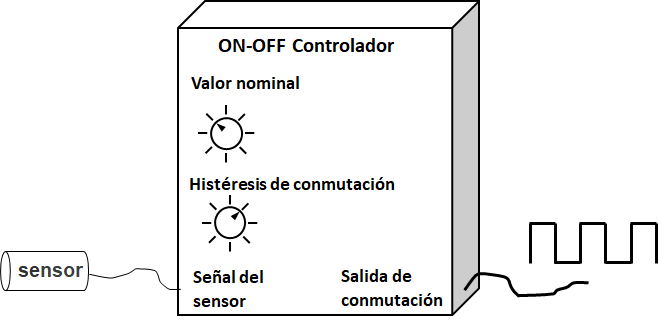 ON-OFF Controlador
Valor nominal
Histéresis de conmutación
sensor
Señal del
sensor
Salida de
conmutación